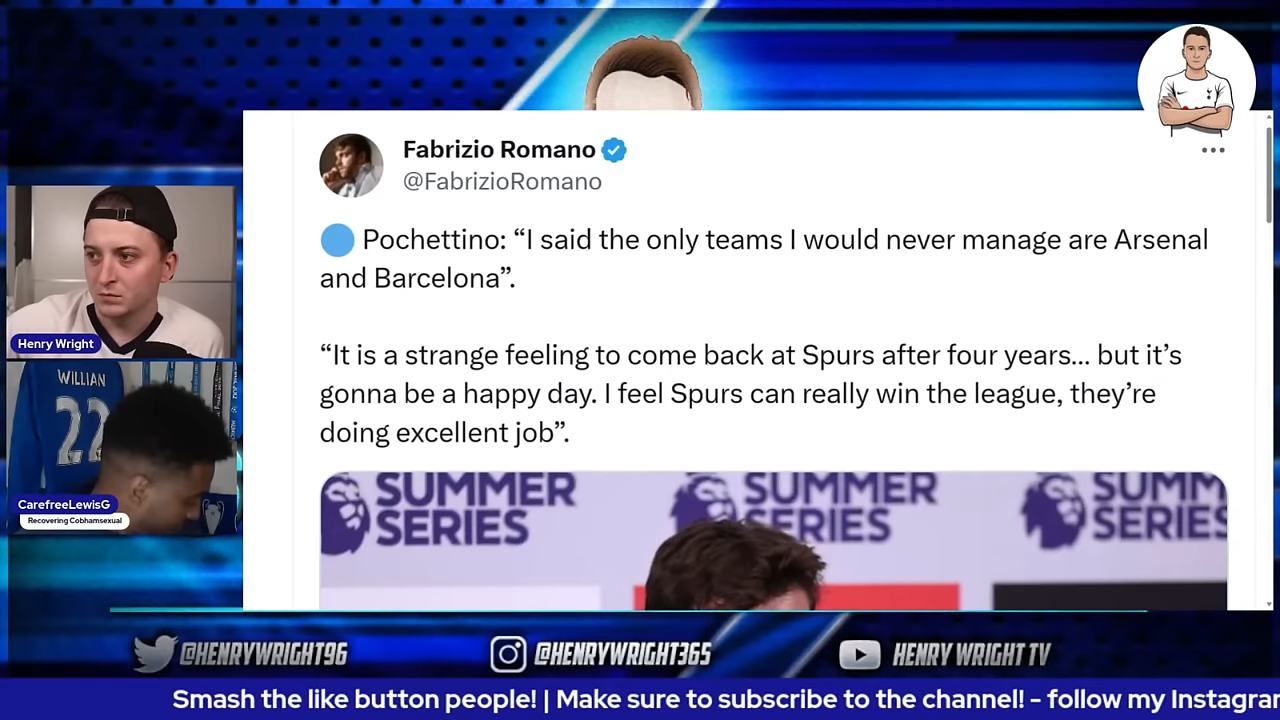 Fabrizio Romano
@FabrizioRomano
Pochettino: “I said the only teams I would never manage are Arsenal
and Barcelona”.
“It is a strange feeling to come back at Spurs after four years... but it’s
gonna be a happy day. I feel Spurs can really win the league, they’re
doing excellent job”.
SUMMER
SERIES
SUMMER
SERIES
SUMM
SERIES
Henry Wright
WILLIAN
22
CarefreeLewisG
Recovering Cobhamsexual
@HENRYWRIGHT96
@HENRYWRIGHT365
HENRY WRIGHT TV
Smash the like button people! | Make sure to subscribe to the channel! - follow my Instagram